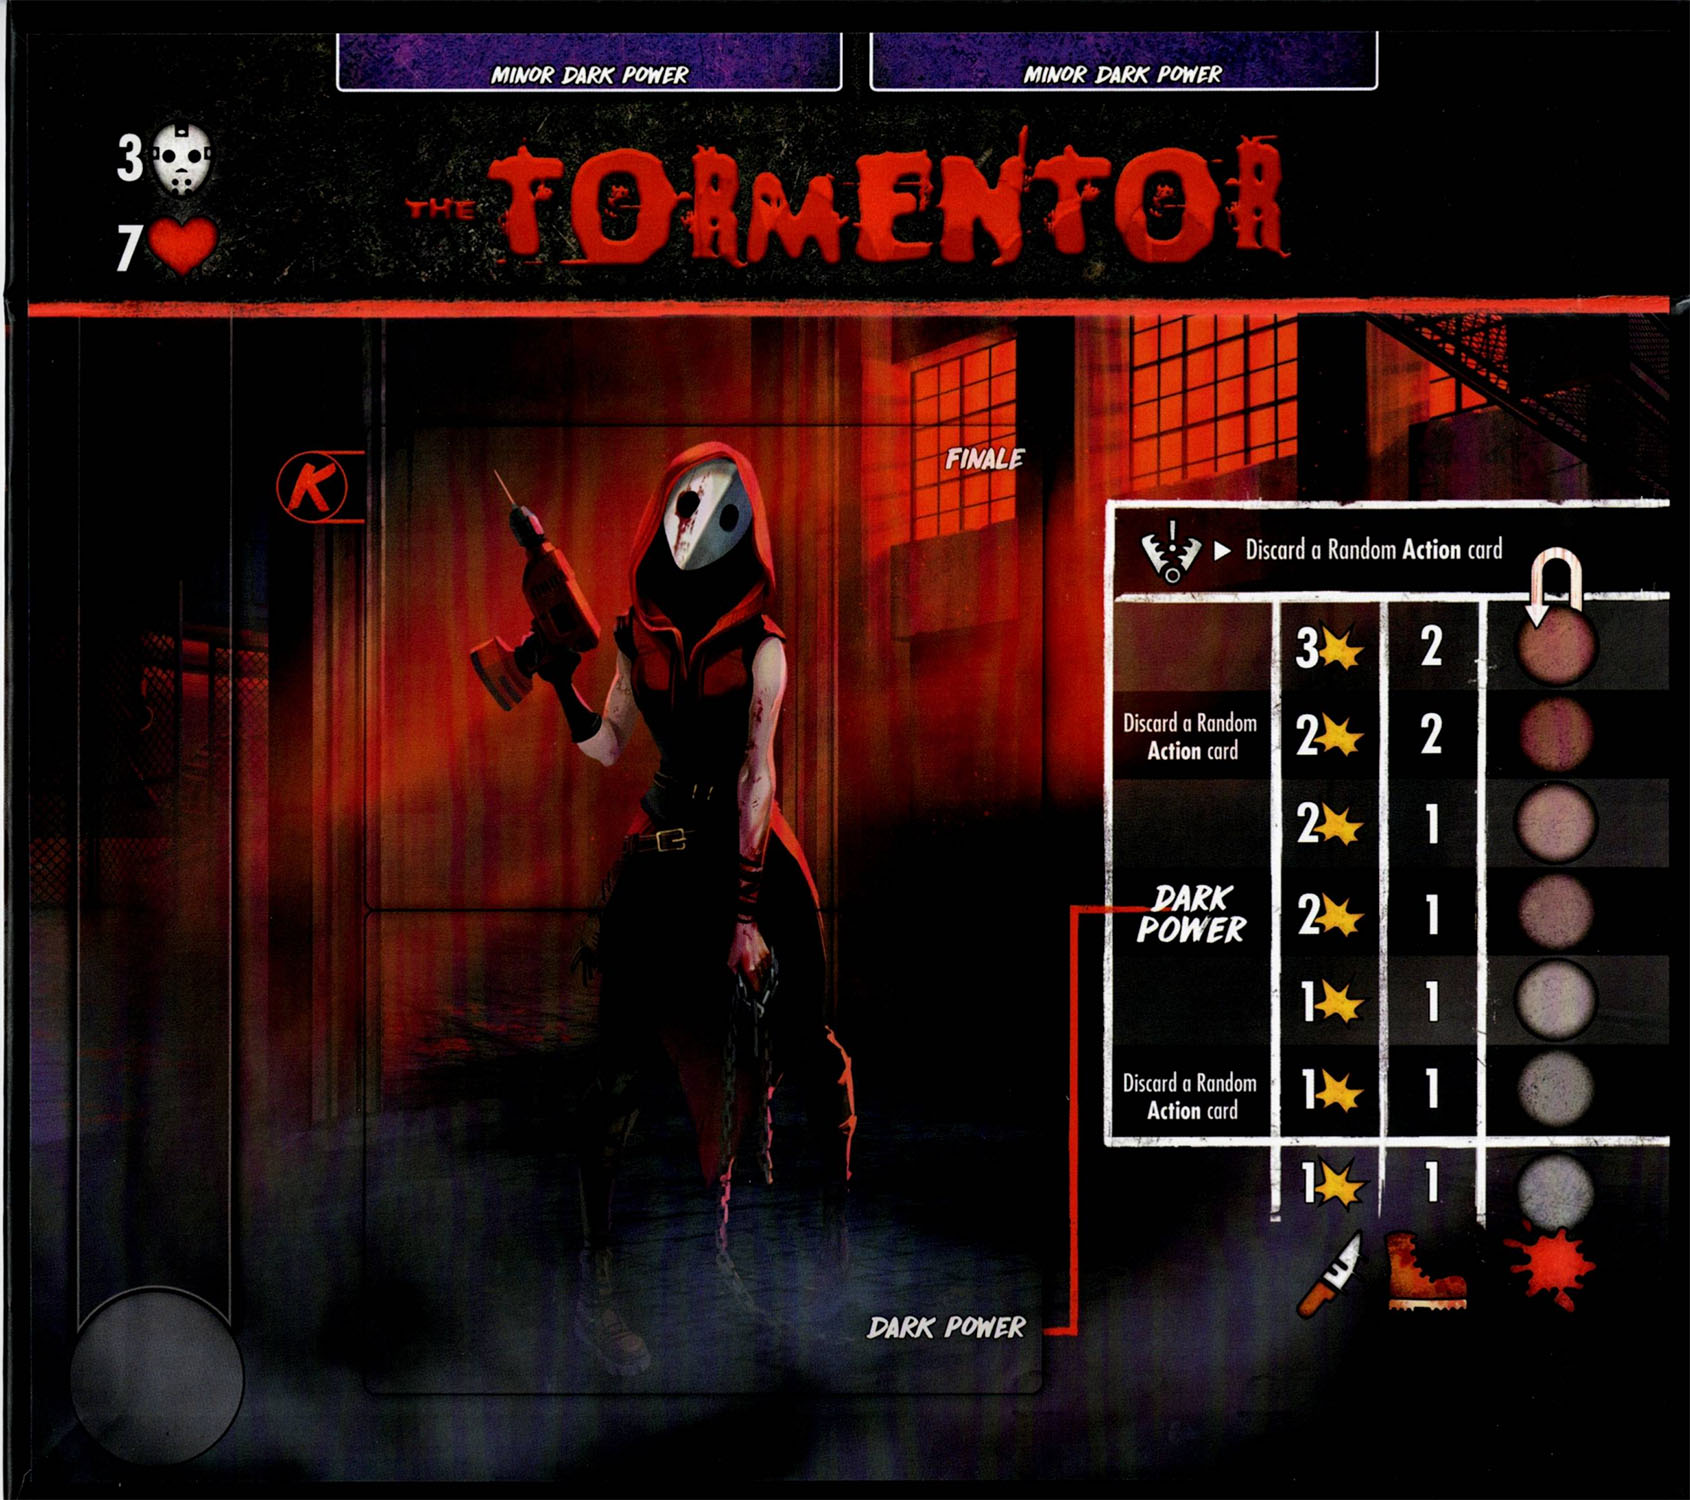 MINOR DARK POWER
MINOR DARK POWER
3
7
THE TORMENTOR
K
FINALE
Discard a Random Action card
3 2
Discard a Random
Action card
2 2
2 1
DARK
POWER
2 1
1 1
Discard a Random
Action card
1 1
1 1
DARK POWER